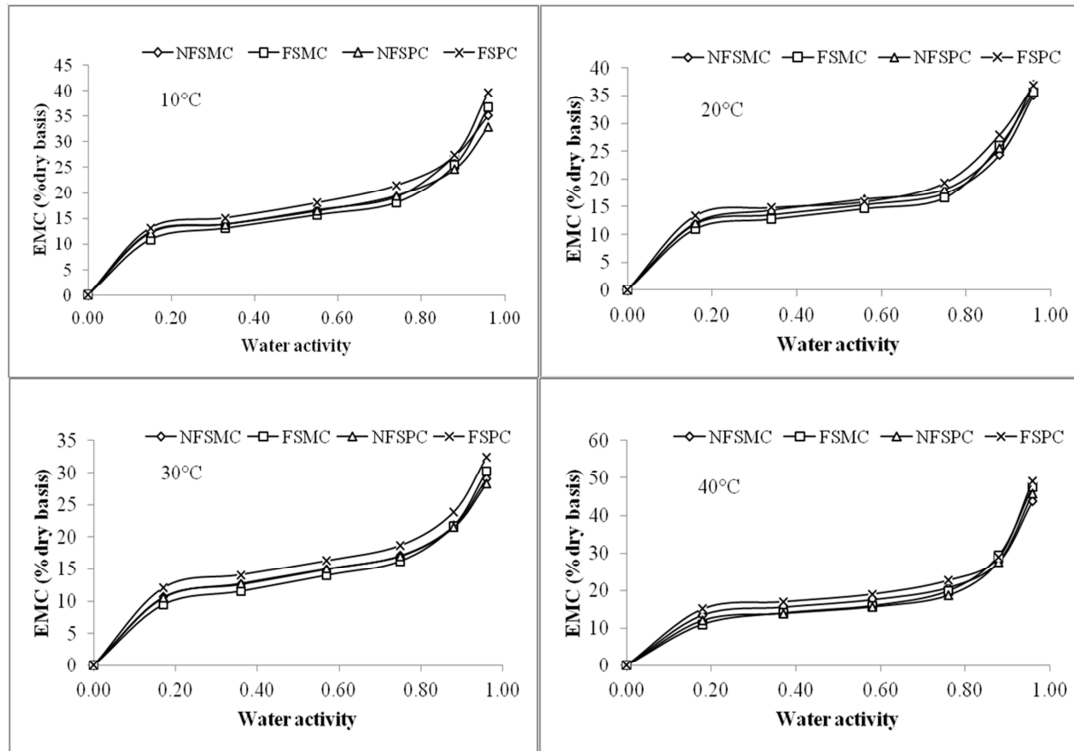 NFSMC FSMC NFSPC FSPC
10°C
EMC (%dry basis)
45
40
35
30
25
20
15
10
5
0
0.00 0.20 0.40 0.60 0.80 1.00
Water activity
NFSMC FSMC NFSPC FSPC
20°C
EMC (%dry basis)
40
35
30
25
20
15
10
5
0
0.00 0.20 0.40 0.60 0.80 1.00
Water activity
NFSMC FSMC NFSPC FSPC
30°C
EMC (%dry basis)
35
30
25
20
15
10
5
0
0.00 0.20 0.40 0.60 0.80 1.00
Water activity
NFSMC FSMC NFSPC FSPC
40°C
EMC (%dry basis)
60
50
40
30
20
10
0
0.00 0.20 0.40 0.60 0.80 1.00
Water activity